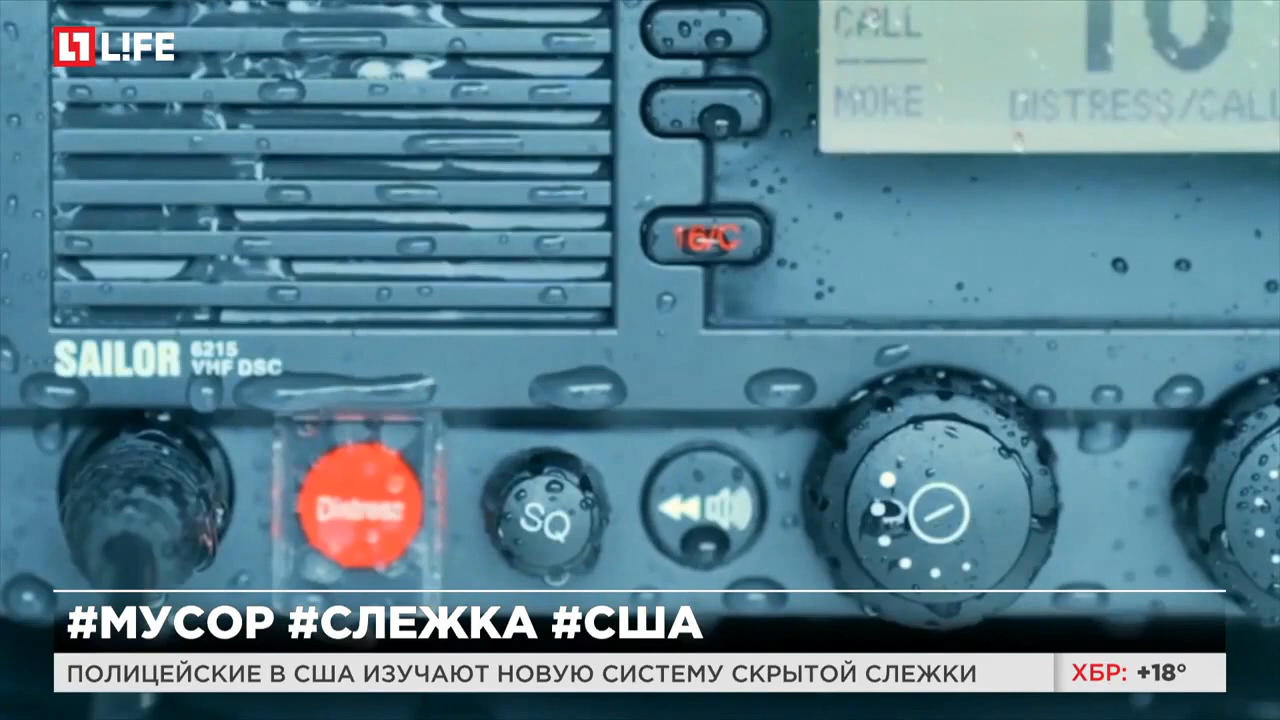 L!FE
CALL
MORE
16
DISTRESS/CALL
16/C
SAILOR 6215
VHF DSC
Distress
SQ
#МУСОР #СЛЕЖКА #США
ПОЛИЦЕЙСКИЕ В США ИЗУЧАЮТ НОВУЮ СИСТЕМУ СКРЫТОЙ СЛЕЖКИ
ХБР: +18°